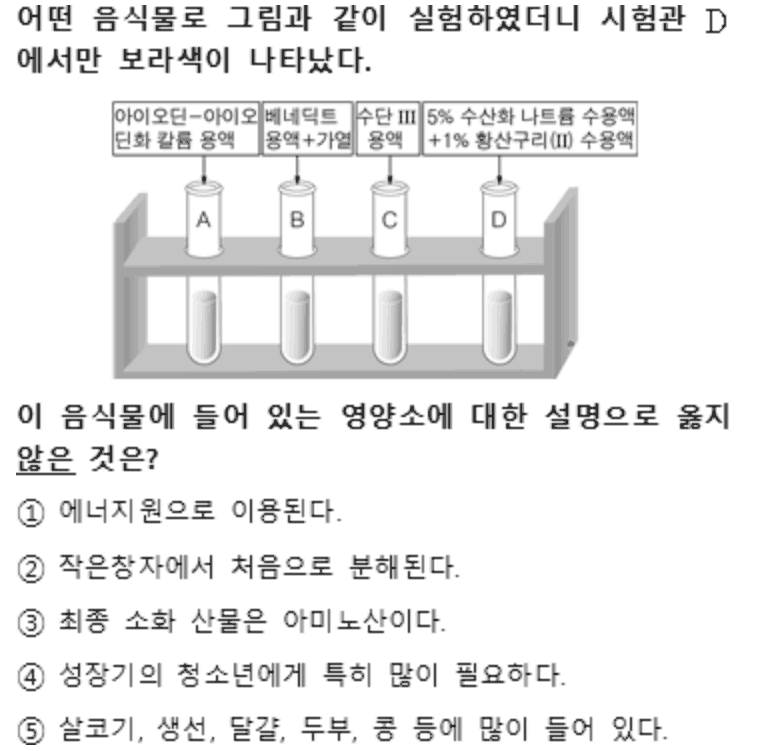 어떤 음식물로 그림과 같이 실험하였더니 시험관 D
에서만 보라색이 나타났다.
아이오딘-아이오
딘화 칼륨 용액
베네딕트
용액+가열
수단 III
용액
5% 수산화 나트륨 수용액
+1% 황산구리(II) 수용액
A
B
C
D
이 음식물에 들어 있는 영양소에 대한 설명으로 옳지
않은 것은?
① 에너지원으로 이용된다.
② 작은창자에서 처음으로 분해된다.
③ 최종 소화 산물은 아미노산이다.
④ 성장기의 청소년에게 특히 많이 필요하다.
⑤ 살코기, 생선, 달걀, 두부, 콩 등에 많이 들어 있다.